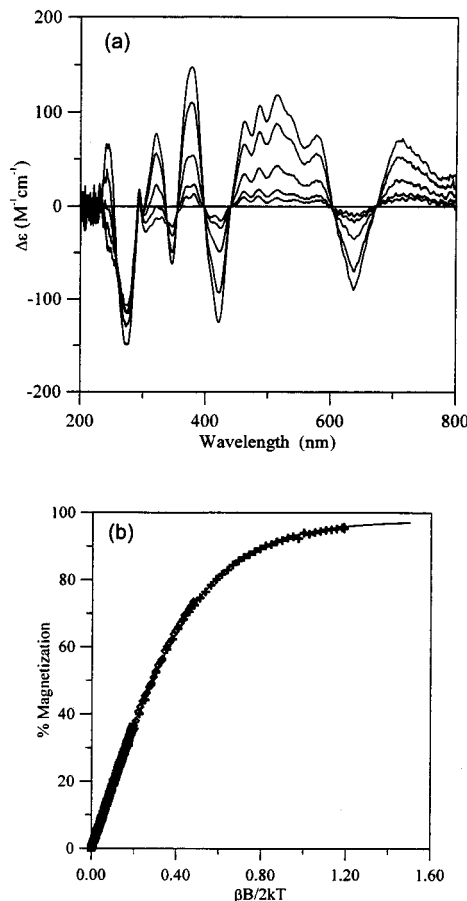 (a)
200
100
0
-100
-200
Δε (M⁻¹cm⁻¹)
200 400 600 800
Wavelength (nm)
(b)
100
80
60
40
20
0
% Magnetization
0.00 0.40 0.80 1.20 1.60
βB/2kT